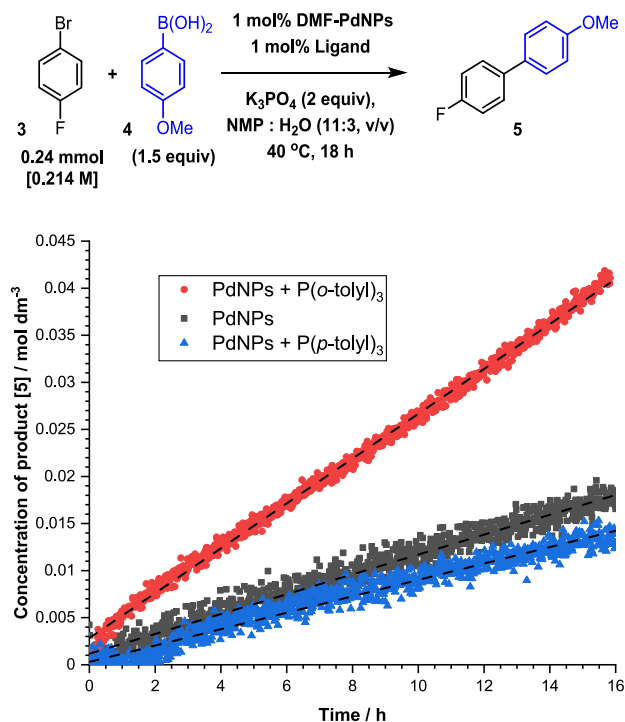 Br
3
F
0.24 mmol
[0.214 M]
+
B(OH)₂
4
OMe
(1.5 equiv)
1 mol% DMF-PdNPs
1 mol% Ligand
K₃PO₄ (2 equiv),
NMP : H₂O (11:3, v/v)
40 °C, 18 h
OMe
F
5
Concentration of product [5] / mol dm⁻³
0.045
0.04
0.035
0.03
0.025
0.02
0.015
0.01
0.005
0
PdNPs + P(o-tolyl)₃
PdNPs
PdNPs + P(p-tolyl)₃
0 2 4 6 8 10 12 14 16
Time / h